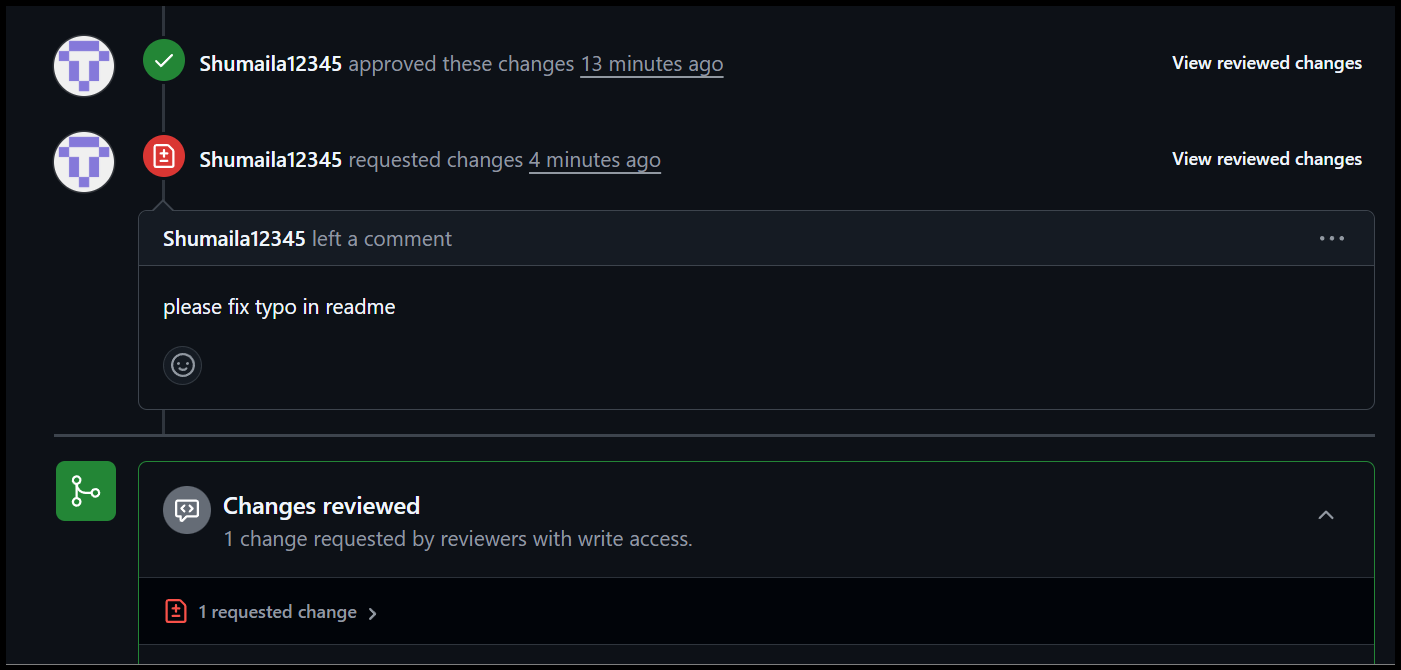 Shumaila12345 approved these changes 13 minutes ago View reviewed changes
Shumaila12345 requested changes 4 minutes ago View reviewed changes
Shumaila12345 left a comment
please fix typo in readme
Changes reviewed
1 change requested by reviewers with write access.
1 requested change